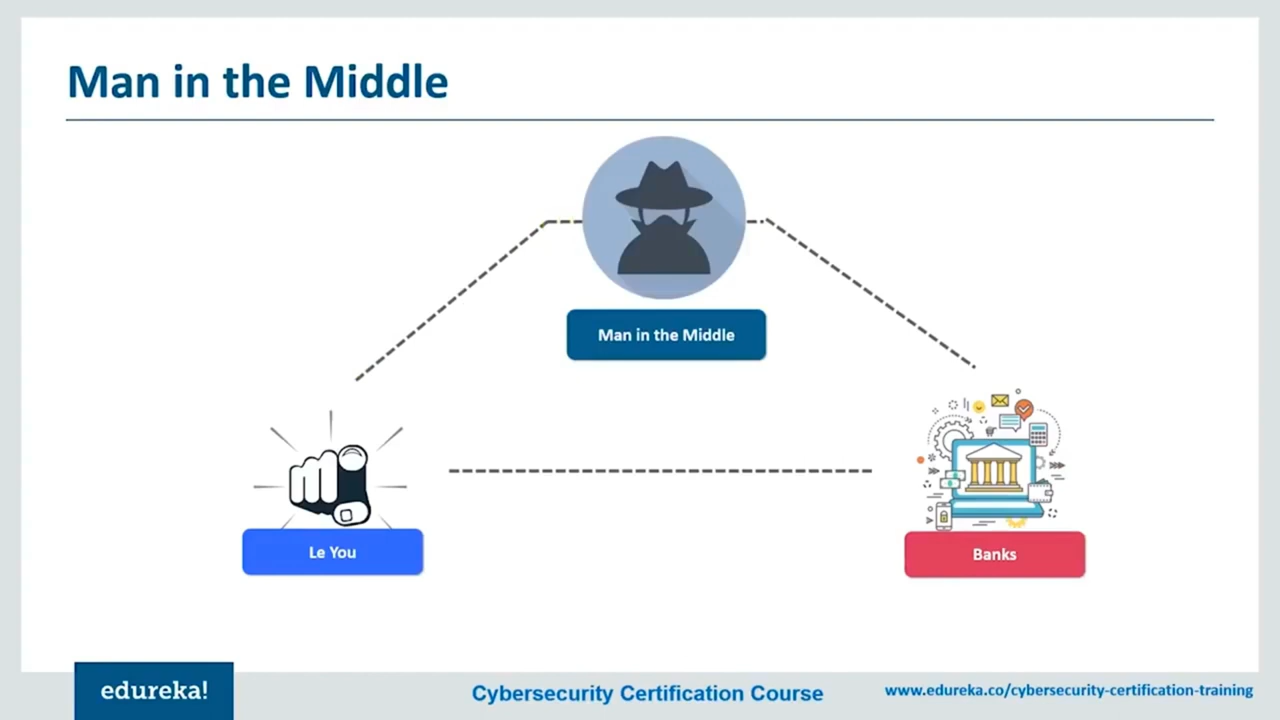 Man in the Middle
Man in the Middle
Le You
Banks
edureka!
Cybersecurity Certification Course
www.edureka.co/cybersecurity-certification-training